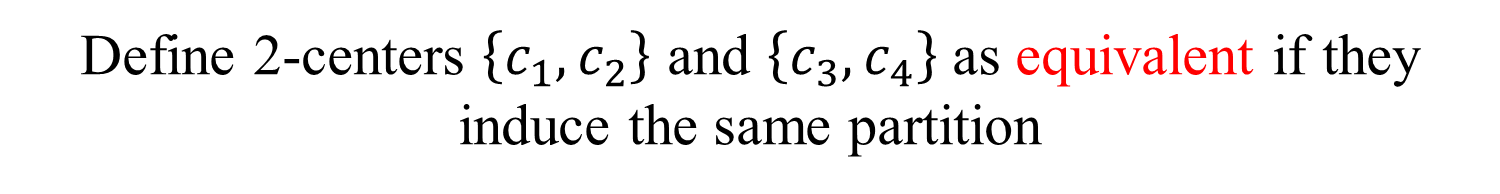 Define 2-centers {𝑐₁, 𝑐₂} and {𝑐₃, 𝑐₄} as equivalent if they
induce the same partition